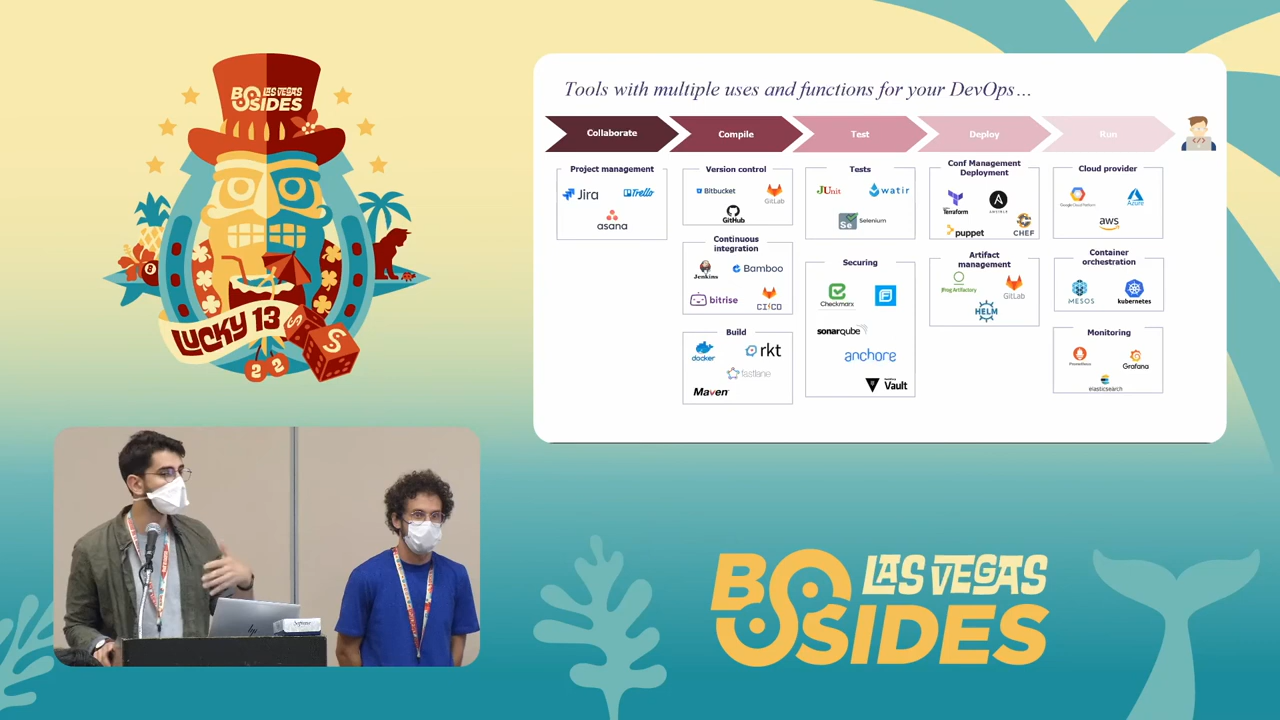 BSIDES
LAS VEGAS
LUCKY 13
22
8
S
S
Tools with multiple uses and functions for your DevOps…
Collaborate
Compile
Test
Deploy
Run
Project management
Jira
Trello
asana
Version control
Bitbucket
GitLab
GitHub
Continuous
integration
Jenkins
Bamboo
bitrise
CI/CD
Build
docker
rkt
fastlane
Maven
Tests
JUnit
watir
Se Selenium
Securing
Checkmarx
sonarqube
anchore
Vault
Conf Management
Deployment
Terraform
ANSIBLE
puppet
CHEF
Artifact
management
JFrog Artifactory
GitLab
HELM
Cloud provider
Google Cloud Platform
Azure
aws
Container
orchestration
MESOS
kubernetes
Monitoring
Prometheus
Grafana
elasticsearch
hp
BSIDES
LAS VEGAS